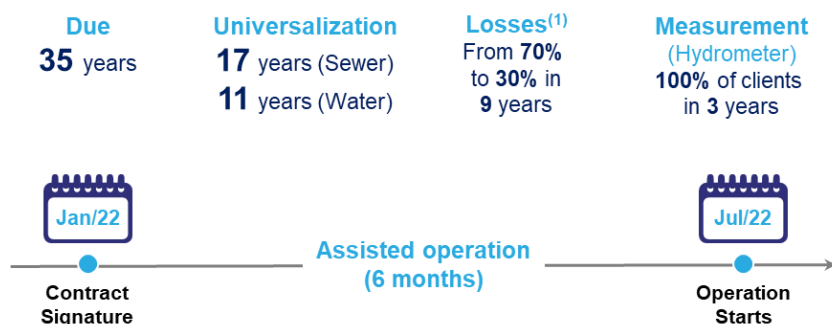 Due
35 years
Universalization
17 years (Sewer)
11 years (Water)
Losses(1)
From 70%
to 30% in
9 years
Measurement
(Hydrometer)
100% of clients
in 3 years
Jan/22
Jul/22
Assisted operation
(6 months)
Contract
Signature
Operation
Starts